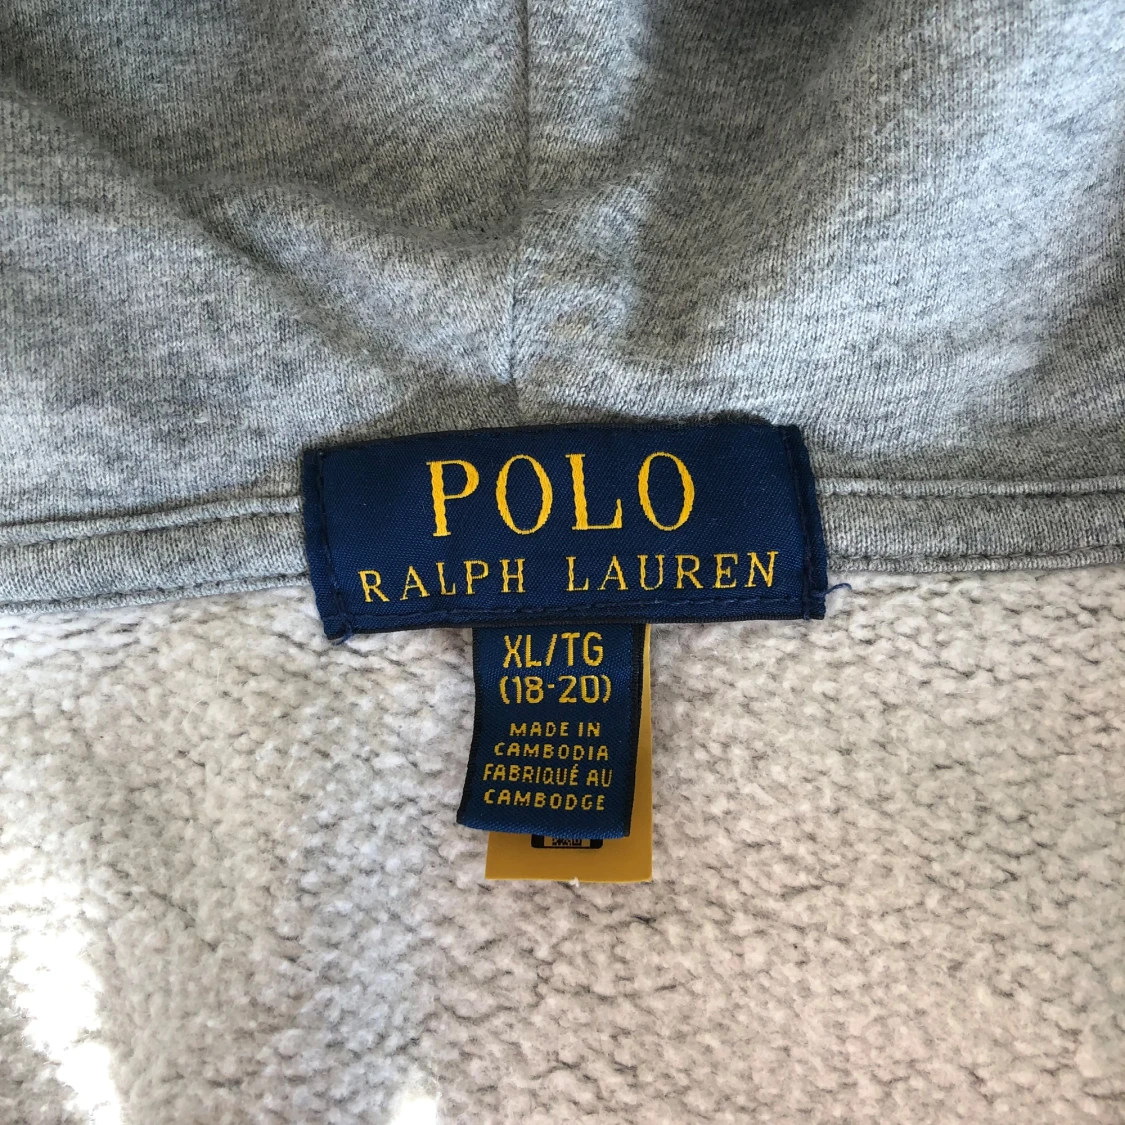 POLO
RALPH LAUREN
XL/TG
(18-20)
MADE IN
CAMBODIA
FABRIQUÉ AU
CAMBODGE